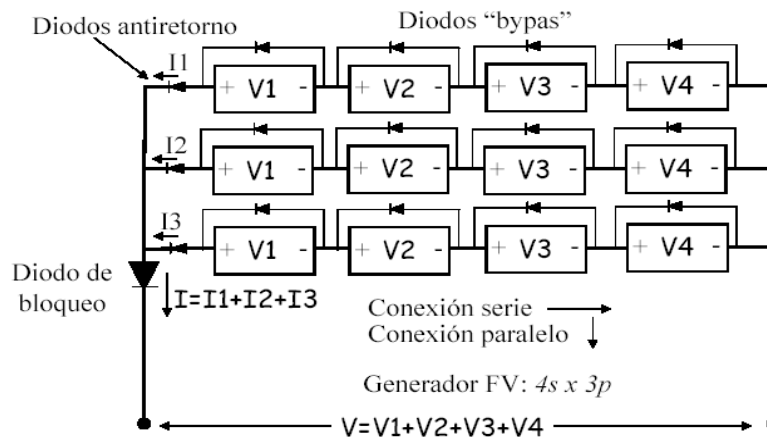 Diodos "bypas"
Diodos antiretorno
I1
+ V1 - + V2 - + V3 - + V4 -
I2
+ V1 - + V2 - + V3 - + V4 -
I3
+ V1 - + V2 - + V3 - + V4 -
Diodo de
bloqueo
I=I1+I2+I3
Conexión serie
Conexión paralelo
Generador FV: 4s x 3p
V=V1+V2+V3+V4